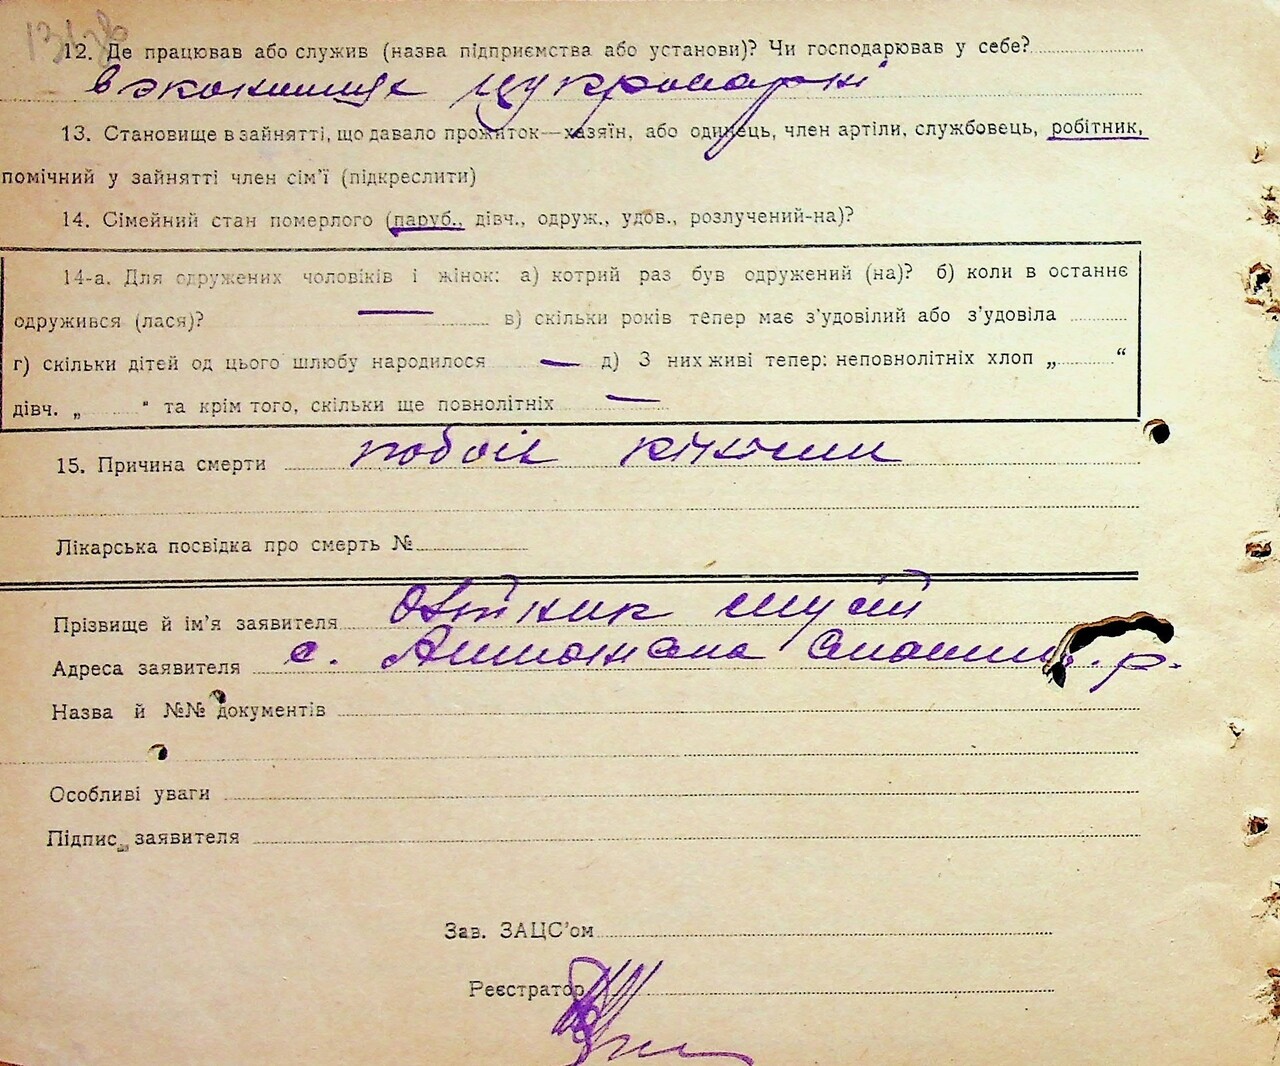 12. Де працював або служив (назва підприємства або установи)? Чи господарював у себе?
в
13. Становище в зайнятті, що давало прожиток—хазяїн, або одинець, член артіли, службовець, робітник,
помічний у зайнятті член сім'ї (підкреслити)
14. Сімейний стан померлого (паруб., дівч., одруж., удов., розлучений-на)?
14-а. Для одружених чоловіків і жінок: а) котрий раз був одружений (на)? б) коли в останнє
одружився (лася)? — в) скільки років тепер має з'удовілий або з'удовіла
г) скільки дітей од цього шлюбу народилося — д) З них живі тепер: неповнолітніх хлоп „ “
дівч. „ “ та крім того, скільки ще повнолітніх —
15. Причина смерти побої
Лікарська посвідка про смерть №
Прізвище й ім'я заявителя Мусій
Адреса заявителя с. р.
Назва й №№ документів
Особливі уваги
Підпис заявителя
Зав. ЗАЦС'ом
Реєстратор